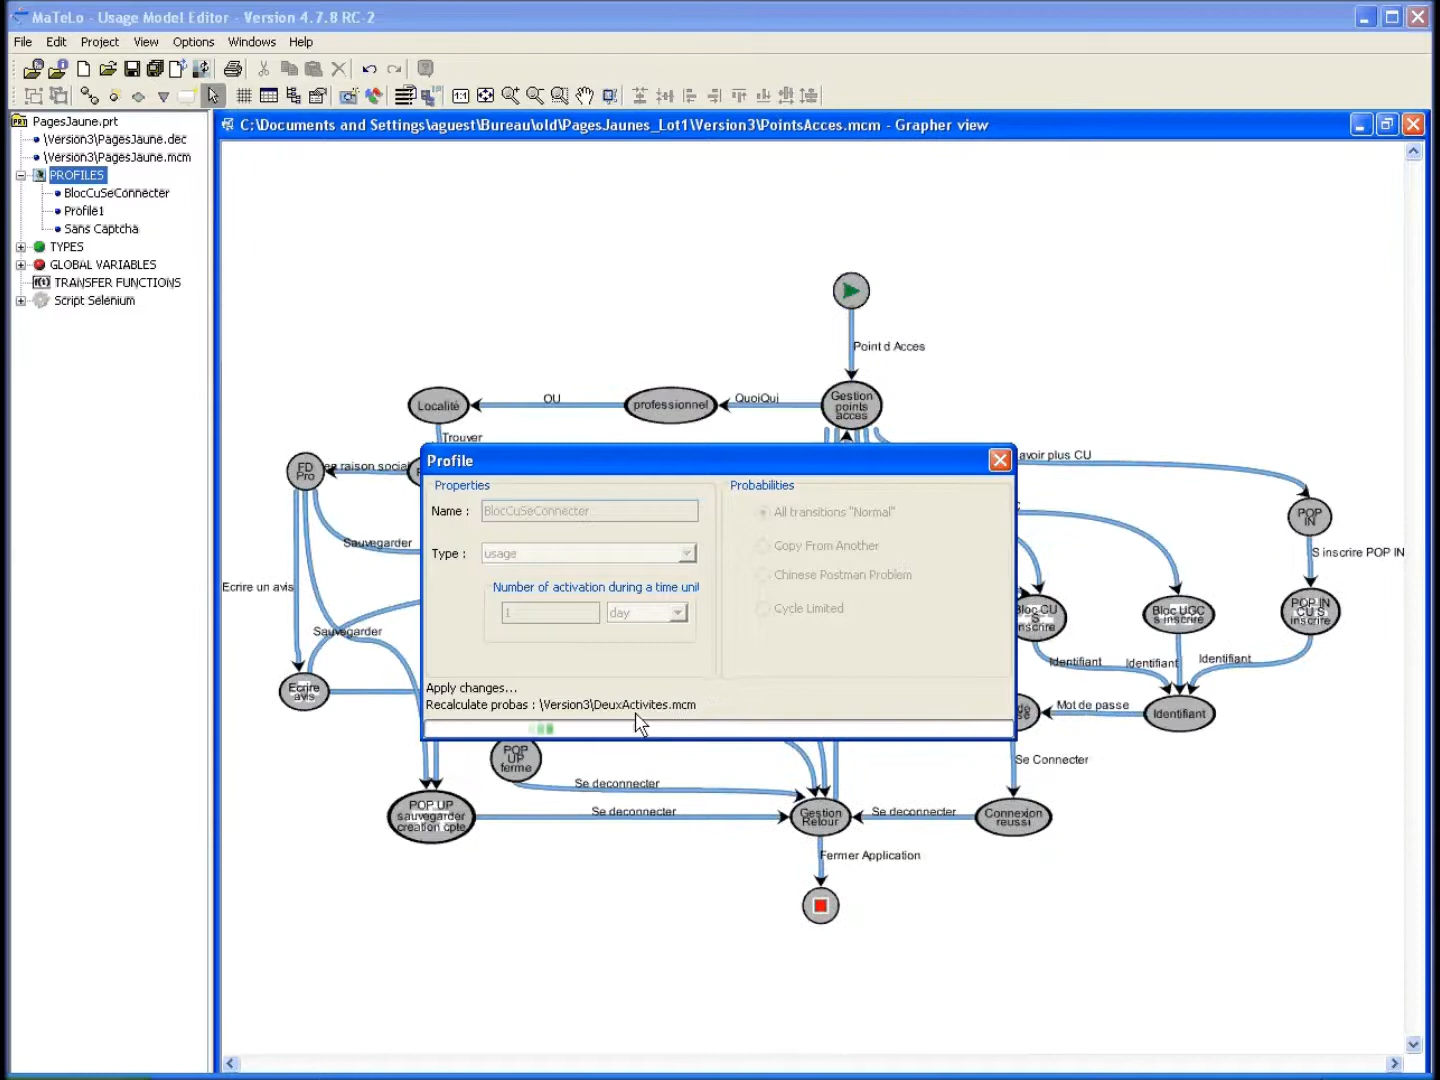 MaTeLo - Usage Model Editor - Version 4.7.8 RC-2
File Edit Project View Options Windows Help
PagesJaune.prt
\Version3\PagesJaune.dec
\Version3\PagesJaune.mcm
PROFILES
BlocCuSeConnecter
Profile1
Sans Captcha
TYPES
GLOBAL VARIABLES
TRANSFER FUNCTIONS
Script Selenium
C:\Documents and Settings\aguest\Bureau\old\PagesJaunes_Lot1\Version3\PointsAcces.mcm - Grapher view
Point d Acces
Localité
OU
professionnel
QuoiQui
Gestion
points
acces
Trouver
FD
Pro
en raison social
avoir plus CU
POP
IN
Sauvegarder
S inscrire POP IN
Ecrire un avis
Bloc CU
S
inscrire
Bloc UGC
s inscrire
POP IN
CU S
inscrire
Sauvegarder
Identifiant
Identifiant
Identifiant
Ecrire
avis
Mot de passe
Identifiant
Profile
Properties
Name : BlocCuSeConnecter
Type : usage
Number of activation during a time unit
1 day
Probabilities
All transitions "Normal"
Copy From Another
Chinese Postman Problem
Cycle Limited
Apply changes...
Recalculate probas : \Version3\DeuxActivites.mcm
POP
UP
ferme
Se Connecter
Se deconnecter
POP UP
sauvegarder
creation cpte
Se deconnecter
Gestion
Retour
Se deconnecter
Connexion
reussi
Fermer Application